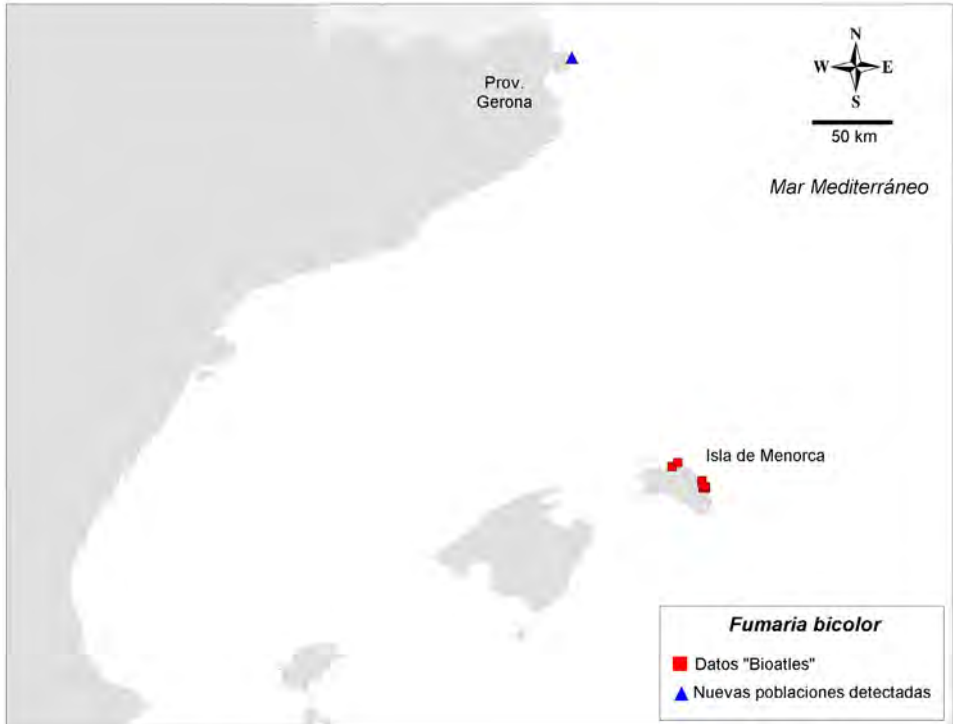 Prov.
Gerona
N
W E
S
50 km
Mar Mediterráneo
Isla de Menorca
Fumaria bicolor
Datos "Bioatles"
Nuevas poblaciones detectadas